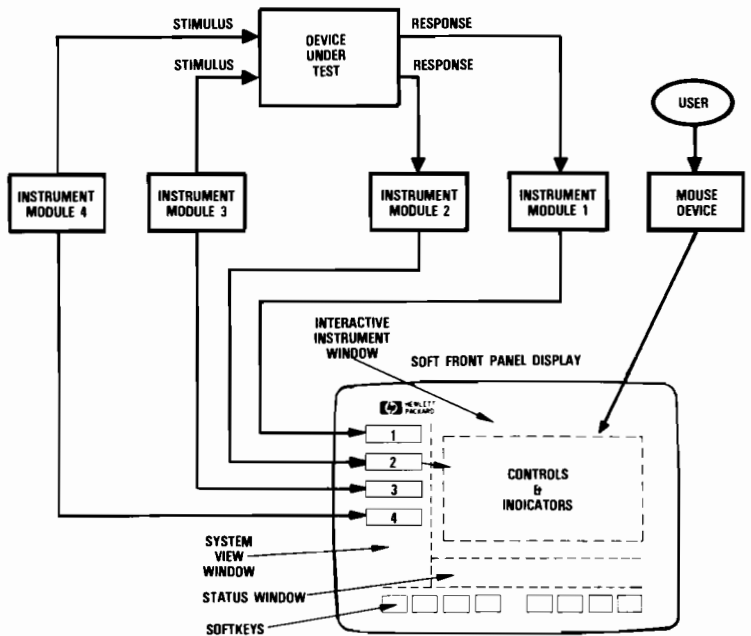 STIMULUS
STIMULUS
DEVICE
UNDER
TEST
RESPONSE
RESPONSE
USER
INSTRUMENT
MODULE 4
INSTRUMENT
MODULE 3
INSTRUMENT
MODULE 2
INSTRUMENT
MODULE 1
MOUSE
DEVICE
INTERACTIVE
INSTRUMENT
WINDOW
SOFT FRONT PANEL DISPLAY
hp HEWLETT
PACKARD
1
2
3
4
CONTROLS
&
INDICATORS
SYSTEM
VIEW
WINDOW
STATUS WINDOW
SOFTKEYS